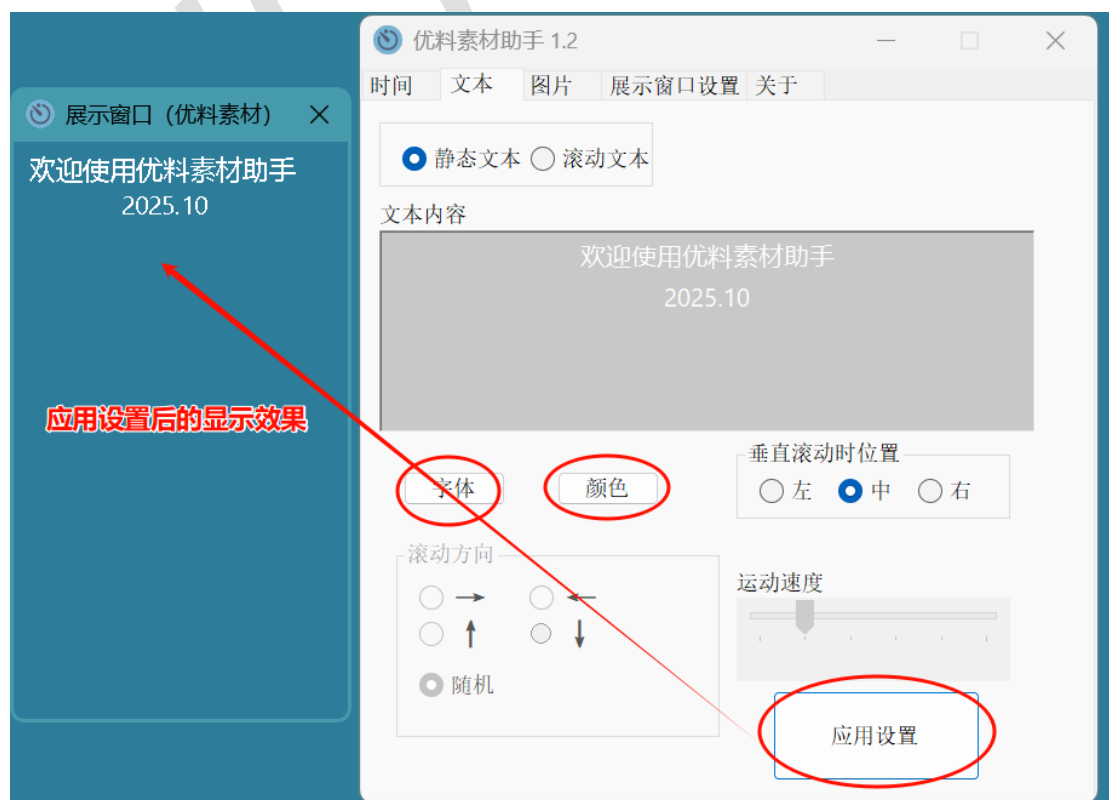 优料素材助手 1.2
时间 文本 图片 展示窗口设置 关于
展示窗口（优料素材）
欢迎使用优料素材助手
2025.10
应用设置后的显示效果
静态文本 滚动文本
文本内容
欢迎使用优料素材助手
2025.10
字体 颜色
垂直滚动时位置
左 中 右
滚动方向
随机
运动速度
应用设置